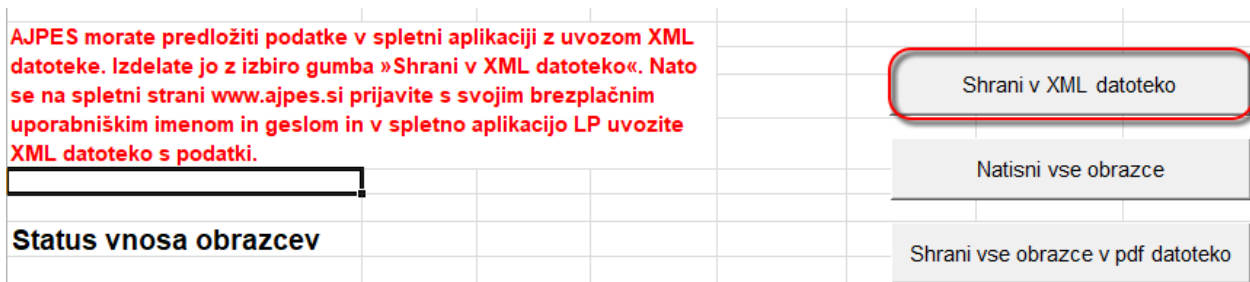 AJPES morate predložiti podatke v spletni aplikaciji z uvozom XML
datoteke. Izdelate jo z izbiro gumba »Shrani v XML datoteko«. Nato
se na spletni strani www.ajpes.si prijavite s svojim brezplačnim
uporabniškim imenom in geslom in v spletno aplikacijo LP uvozite
XML datoteko s podatki.
Shrani v XML datoteko
Natisni vse obrazce
Status vnosa obrazcev
Shrani vse obrazce v pdf datoteko